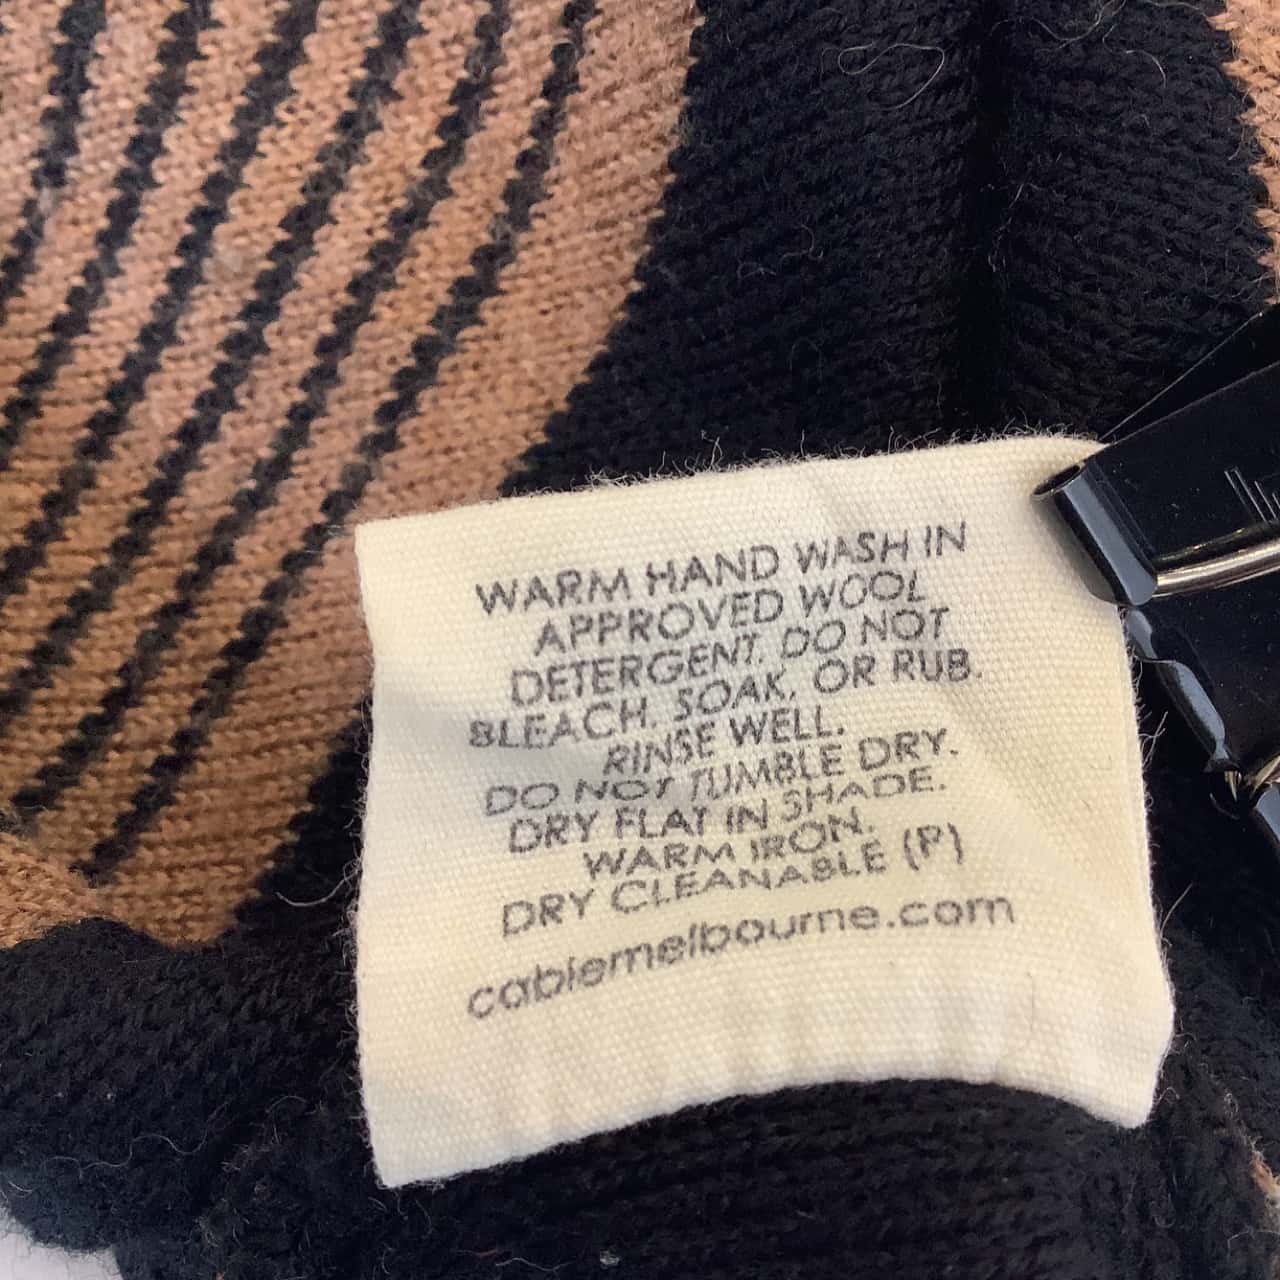 WARM HAND WASH IN
APPROVED WOOL
DETERGENT. DO NOT
BLEACH, SOAK, OR RUB.
RINSE WELL.
DO NOT TUMBLE DRY.
DRY FLAT IN SHADE.
WARM IRON.
DRY CLEANABLE (P)
cablemelbourne.com